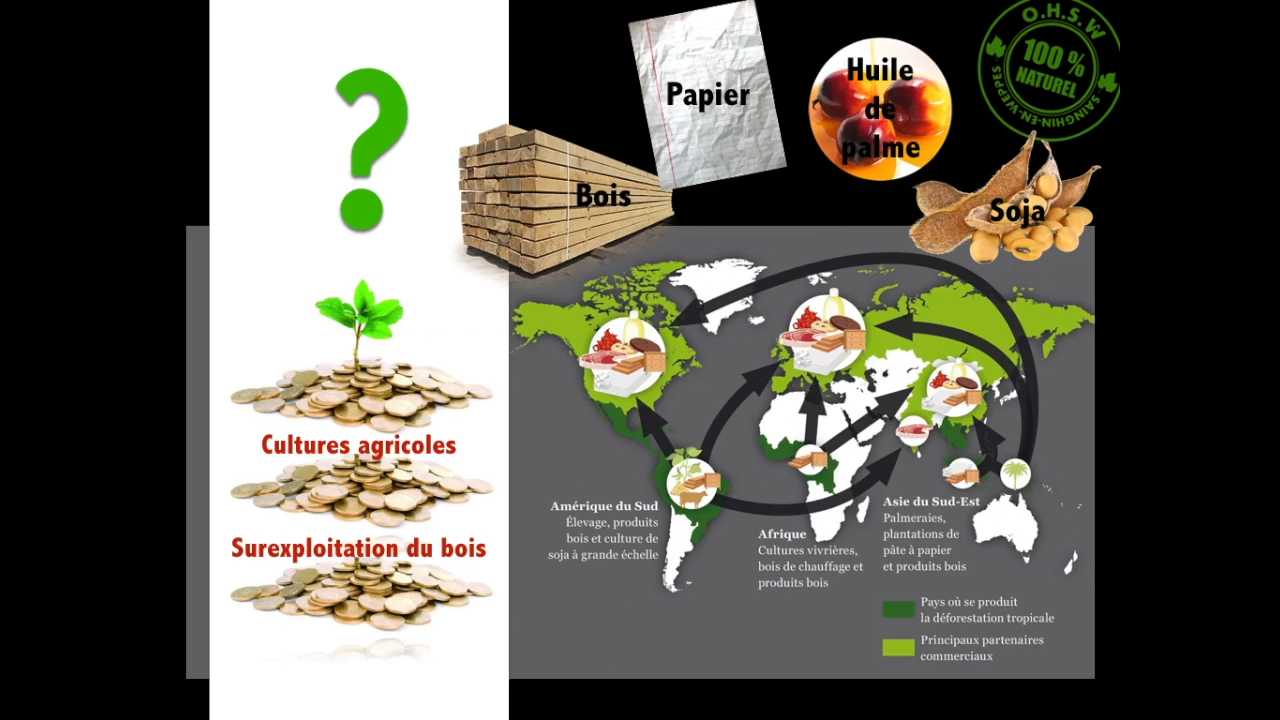 O.H.S.W
100 %
NATUREL
SAINGHIN-EN-WEPPES
Papier
Huile
de
palme
Bois
Soja
Cultures agricoles
Surexploitation du bois
Amérique du Sud
Élevage, produits
bois et culture de
soja à grande échelle
Afrique
Cultures vivrières,
bois de chauffage et
produits bois
Asie du Sud-Est
Palmeraies,
plantations de
pâte à papier
et produits bois
Pays où se produit
la déforestation tropicale
Principaux partenaires
commerciaux
?